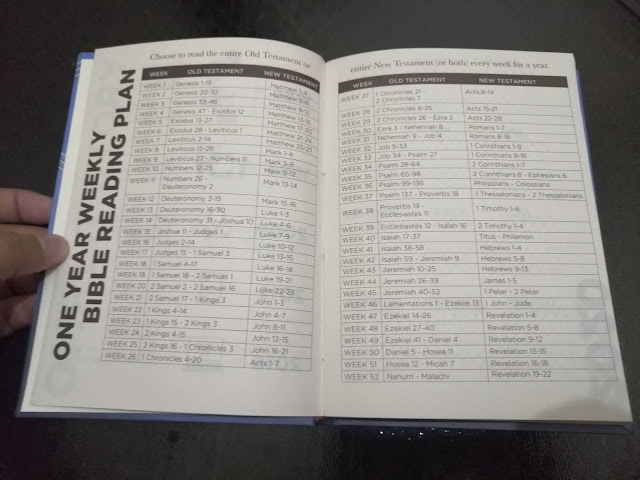 ONE YEAR WEEKLY
BIBLE READING PLAN
Choose to read the entire Old Testament or
WEEK OLD TESTAMENT NEW TESTAMENT
WEEK 1 Genesis 1-19 Matthew 1-4
WEEK 2 Genesis 20-32 Matthew 5-8
WEEK 3 Genesis 33-46 Matthew 9-12
WEEK 4 Genesis 47 - Exodus 12 Matthew 13-16
WEEK 5 Exodus 13-27 Matthew 17-20
WEEK 6 Exodus 28 - Leviticus 1 Matthew 21-24
WEEK 7 Leviticus 2-14 Matthew
WEEK 8 Leviticus 15-26 Mark 1-4
WEEK 9 Leviticus 27 - Numbers 11 Mark 5-8
WEEK 10 Numbers 12-25 Mark 9-12
WEEK 11 Numbers 26 - Mark 13-14
Deuteronomy 2
WEEK 12 Deuteronomy 3-15 Mark 15-16
WEEK 13 Deuteronomy 16-30 Luke 1-3
WEEK 14 Deuteronomy 31 - Joshua 10 Luke 4-6
WEEK 15 Joshua 11 - Judges 1 Luke 7-9
WEEK 16 Judges 2-14 Luke 10-12
WEEK 17 Judges 15 - 1 Samuel 3 Luke 13-15
WEEK 18 1 Samuel 4-17 Luke 16-18
WEEK 19 1 Samuel 18 - 2 Samuel 1 Luke 19-21
WEEK 20 2 Samuel 2 - 2 Samuel 16 Luke 22-23
WEEK 21 2 Samuel 17 - 1 Kings 3 John 1-3
WEEK 22 1 Kings 4-14 John 4-7
WEEK 23 1 Kings 15 - 2 Kings 3 John 8-11
WEEK 24 2 Kings 4-15 John 12-15
WEEK 25 2 Kings 16 - 1 Chronicles 3 John 16-21
WEEK 26 1 Chronicles 4-20 Acts 1-7
entire New Testament (or both) every week for a year.
WEEK OLD TESTAMENT NEW TESTAMENT
WEEK 27 1 Chronicles 21 - Acts 8-14
2 Chronicles 7
WEEK 28 2 Chronicles 8-25 Acts 15-21
WEEK 29 2 Chronicles 26 - Ezra 2 Acts 22-28
WEEK 30 Ezra 3 - Nehemiah 8 Romans 1-7
WEEK 31 Nehemiah 9 - Job 4 Romans 8-16
WEEK 32 Job 5-33 1 Corinthians 1-8
WEEK 33 Job 34 - Psalm 27 1 Corinthians 9-16
WEEK 34 Psalm 28-64 2 Corinthians 1-7
WEEK 35 Psalm 65-98 2 Corinthians 8 - Ephesians 6
WEEK 36 Psalm 99-136 Philippians - Colossians
WEEK 37 Psalm 137 - Proverbs 18 1 Thessalonians - 2 Thessalonians
WEEK 38 Proverbs 19 - 1 Timothy 1-6
Ecclesiastes 11
WEEK 39 Ecclesiastes 12 - Isaiah 16 2 Timothy 1-4
WEEK 40 Isaiah 17-37 Titus - Philemon
WEEK 41 Isaiah 38-58 Hebrews 1-4
WEEK 42 Isaiah 59 - Jeremiah 9 Hebrews 5-8
WEEK 43 Jeremiah 10-25 Hebrews 9-13
WEEK 44 Jeremiah 26-39 James 1-5
WEEK 45 Jeremiah 40-52 1 Peter - 2 Peter
WEEK 46 Lamentations 1 - Ezekiel 13 1 John - Jude
WEEK 47 Ezekiel 14-26 Revelation 1-4
WEEK 48 Ezekiel 27-40 Revelation 5-8
WEEK 49 Ezekiel 41 - Daniel 4 Revelation 9-12
WEEK 50 Daniel 5 - Hosea 11 Revelation 13-15
WEEK 51 Hosea 12 - Micah 7 Revelation 16-18
WEEK 52 Nahum - Malachi Revelation 19-22